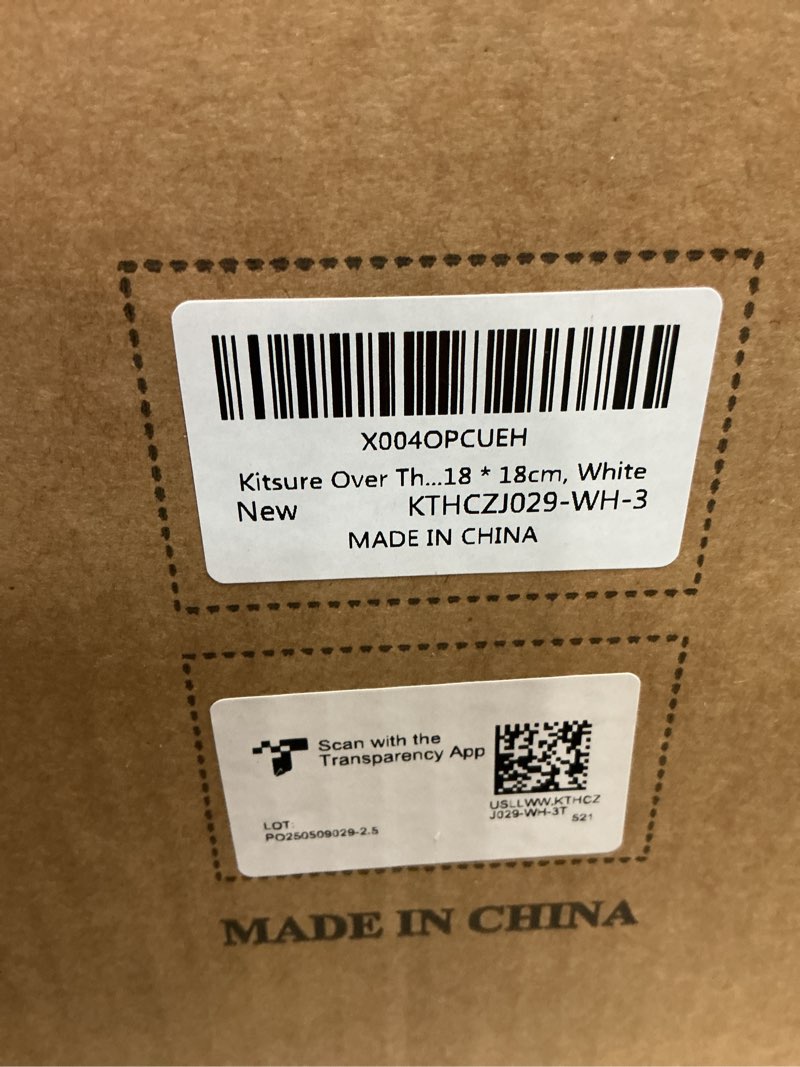 X004OPCUEH
Kitsure Over Th...18 * 18cm, White
New KTHCZJ029-WH-3
MADE IN CHINA
Scan with the
Transparency App
USLLWW.KTHCZ
J029-WH-3T S21
LOT:
PO250509029-2.5
MADE IN CHINA